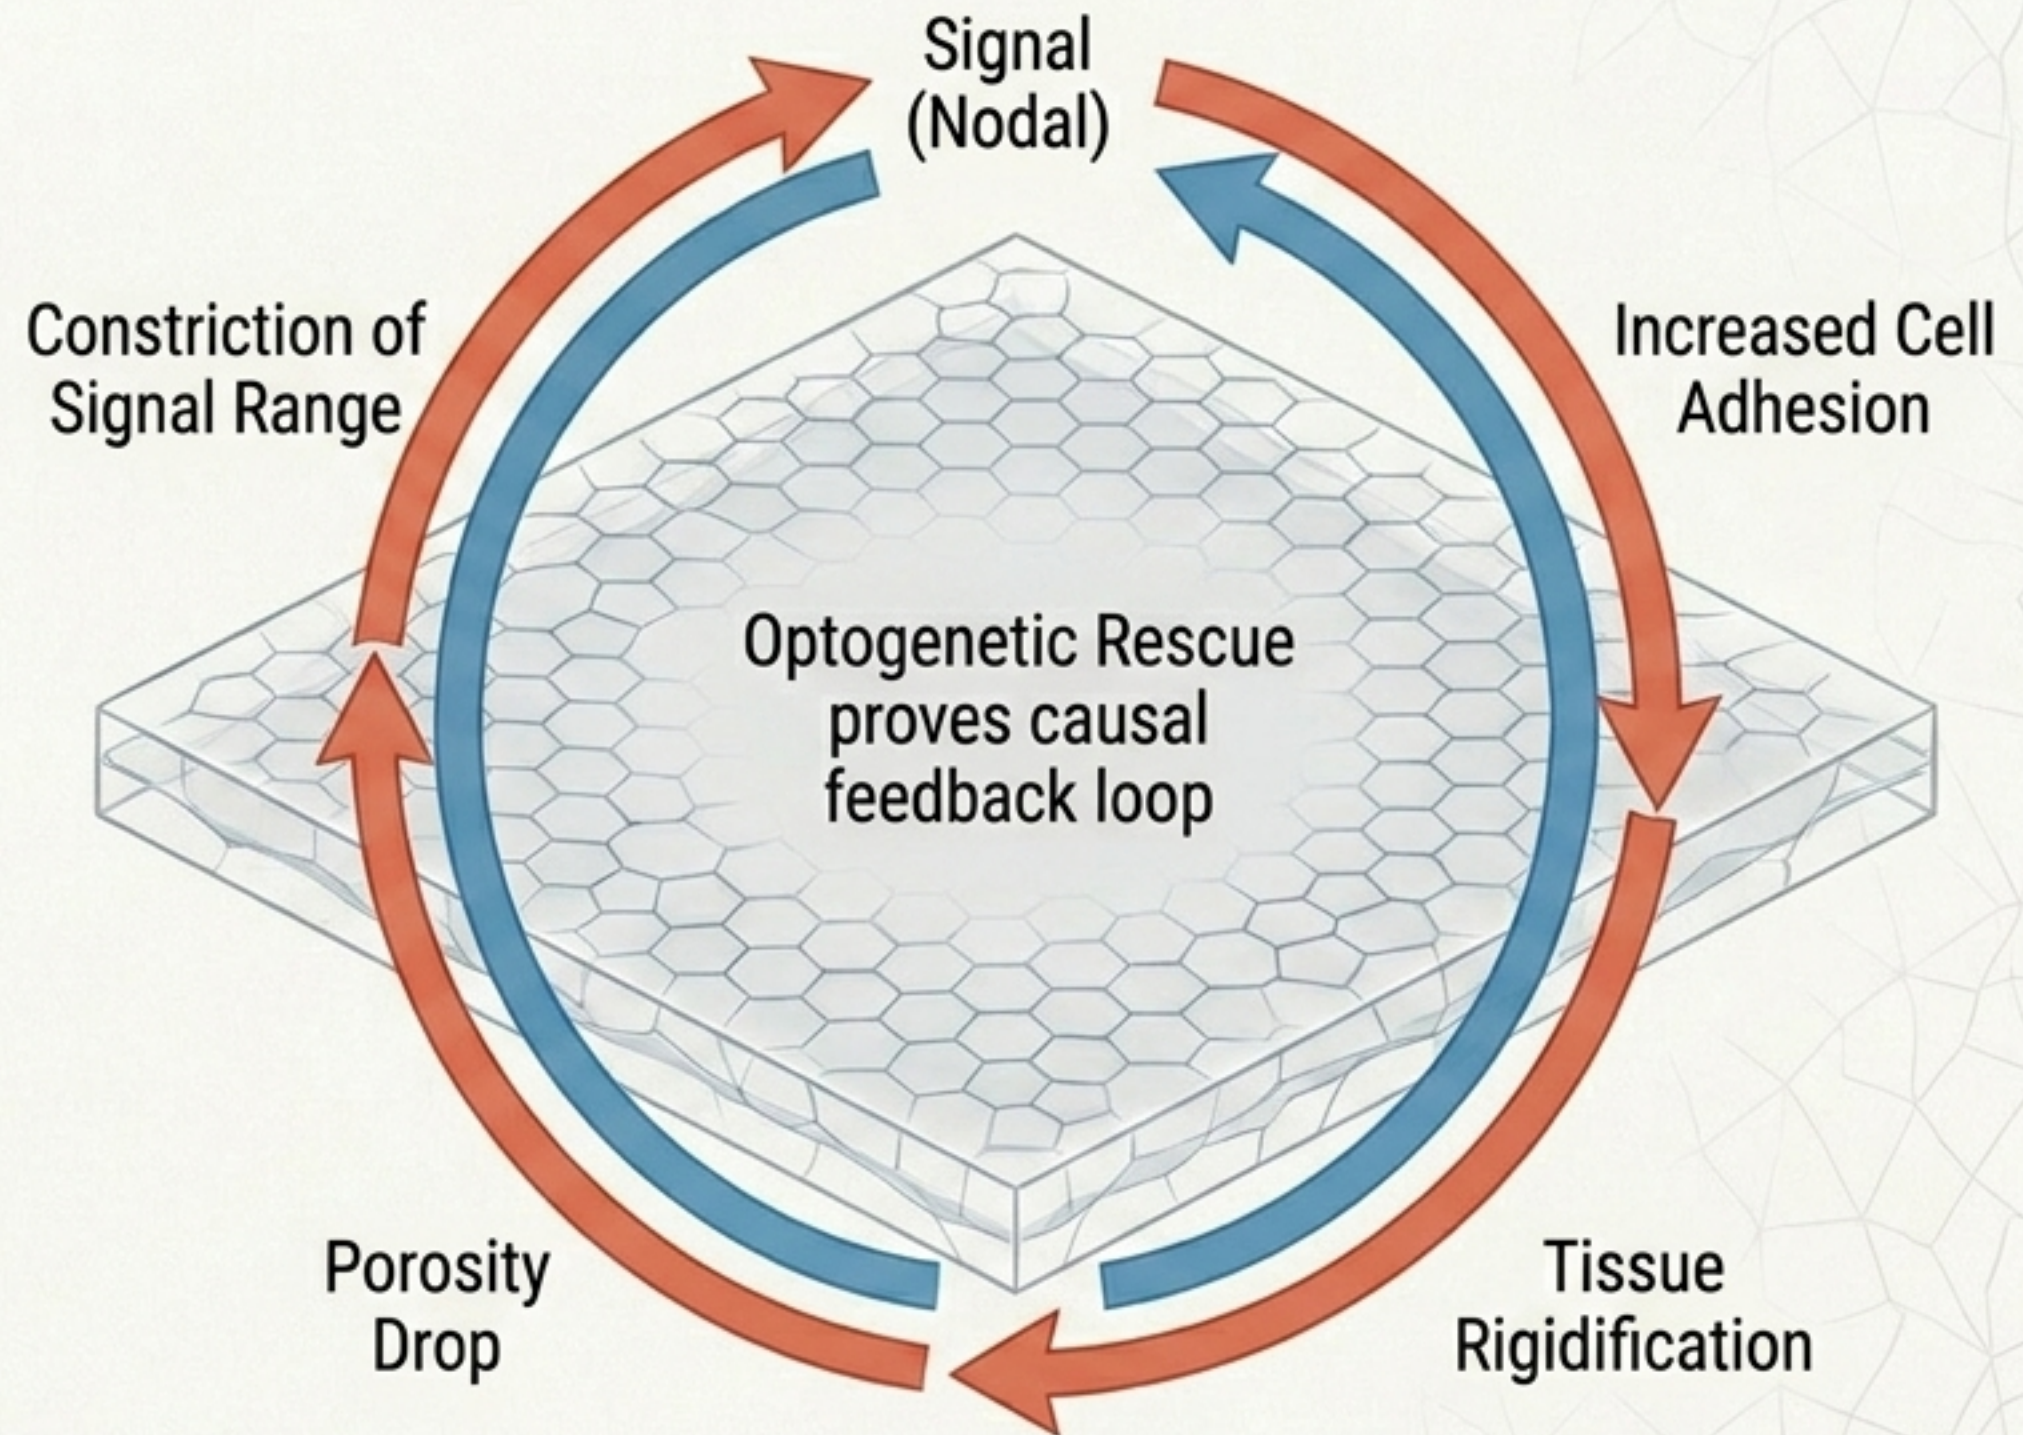 Signal
(Nodal)
Increased Cell
Adhesion
Tissue
Rigidification
Porosity
Drop
Constriction of
Signal Range
Optogenetic Rescue
proves causal
feedback loop